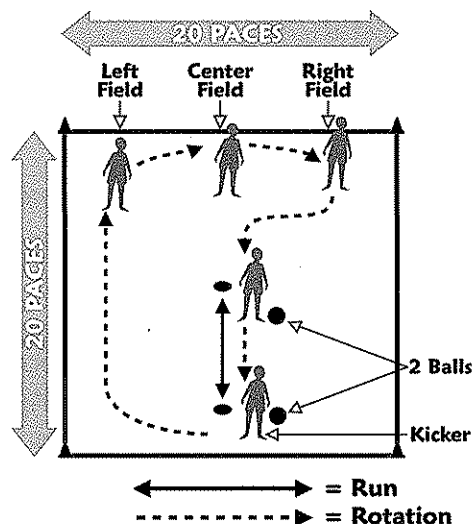 20 PACES
Left Field
Center Field
Right Field
20 PACES
2 Balls
Kicker
= Run
= Rotation